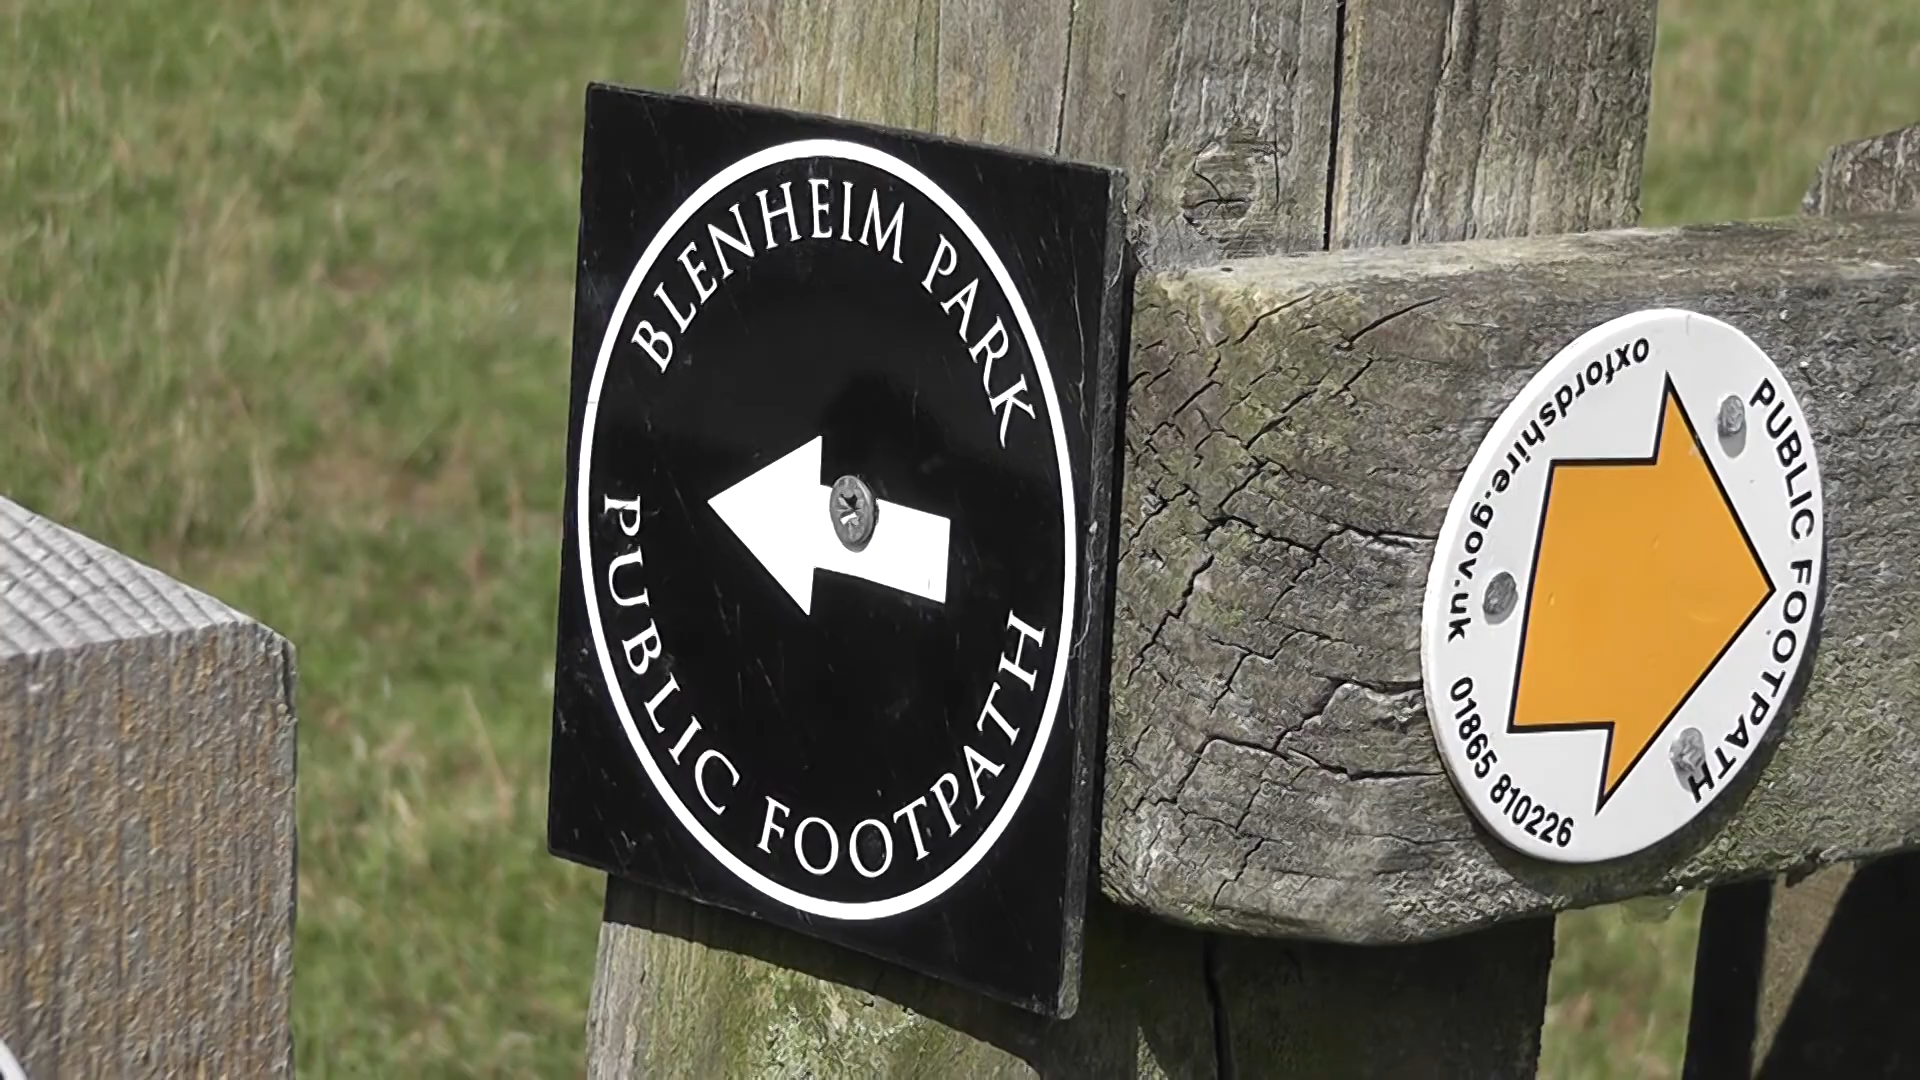 BLENHEIM PARK
PUBLIC FOOTPATH
PUBLIC FOOTPATH
oxfordshire.gov.uk
01865 810226